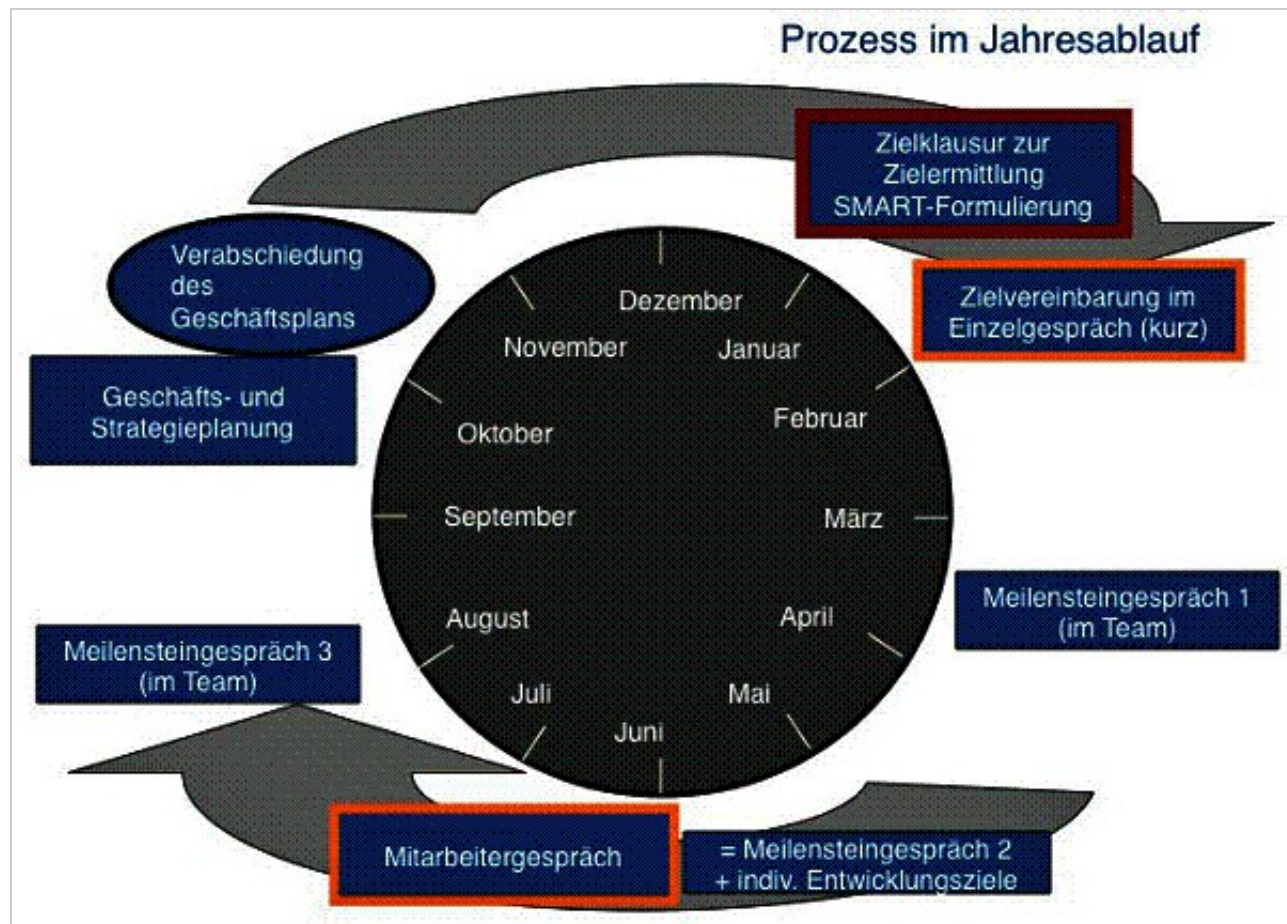 Prozess im Jahresablauf
Zielklausur zur
Zielermittlung
SMART-Formulierung
Verabschiedung
des
Geschäftsplans
Zielvereinbarung im
Einzelgespräch (kurz)
Geschäfts- und
Strategieplanung
Dezember
Januar
Februar
März
April
Mai
Juni
Juli
August
September
Oktober
November
Meilensteingespräch 1
(im Team)
Meilensteingespräch 3
(im Team)
Mitarbeitergespräch
= Meilensteingespräch 2
+ indiv. Entwicklungsziele